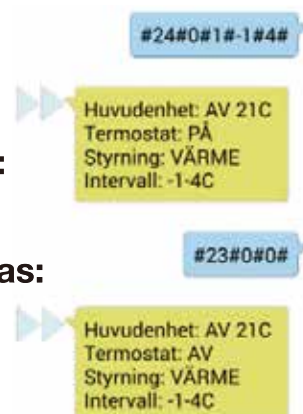 #24#0#1#-1#4#
Huvudenhet: AV 21C
Termostat: PÅ
Styrning: VÄRME
Intervall: -1-4C
:
as:
#23#0#0#
Huvudenhet: AV 21C
Termostat: AV
Styrning: VÄRME
Intervall: -1-4C